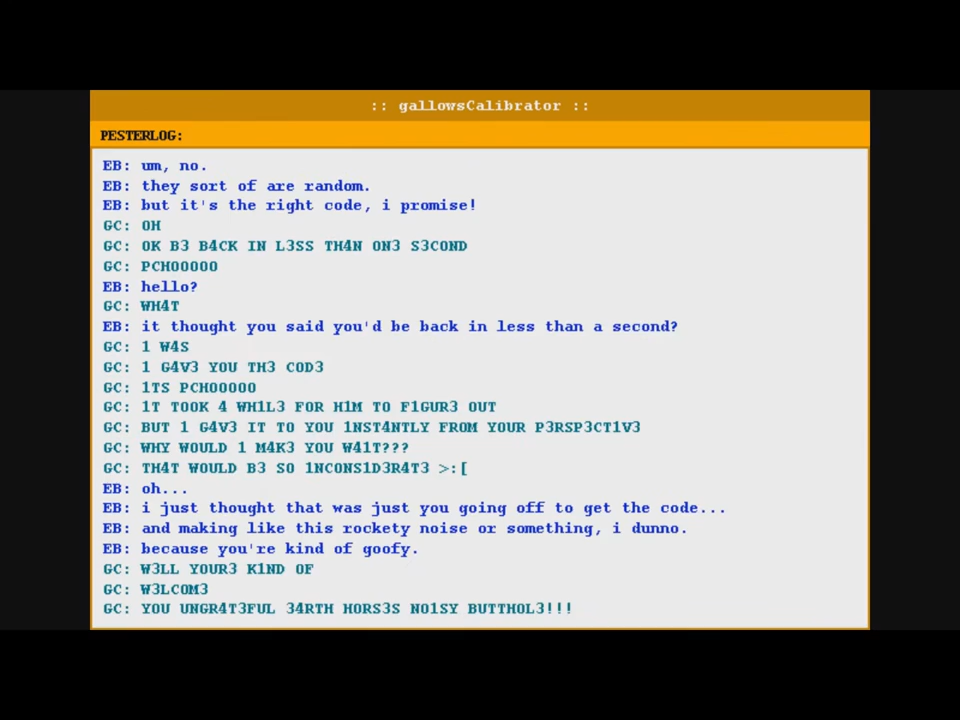 :: gallowsCalibrator ::
PESTERLOG:
EB: um, no.
EB: they sort of are random.
EB: but it's the right code, i promise!
GC: OH
GC: OK B3 B4CK IN L3SS TH4N ON3 S3COND
GC: PCHOOOOO
EB: hello?
GC: WH4T
EB: it thought you said you'd be back in less than a second?
GC: 1 W4S
GC: 1 G4V3 YOU TH3 COD3
GC: 1TS PCHOOOOO
GC: 1T TOOK 4 WH1L3 FOR H1M TO F1GUR3 OUT
GC: BUT 1 G4V3 IT TO YOU 1NST4NTLY FROM YOUR P3RSP3CT1V3
GC: WHY WOULD 1 M4K3 YOU W41T???
GC: TH4T WOULD B3 SO 1NCONS1D3R4T3 >:[
EB: oh...
EB: i just thought that was just you going off to get the code...
EB: and making like this rockety noise or something, i dunno.
EB: because you're kind of goofy.
GC: W3LL YOUR3 K1ND OF
GC: W3LCOM3
GC: YOU UNGR4T3FUL 34RTH HORS3S NO1SY BUTTHOL3!!!